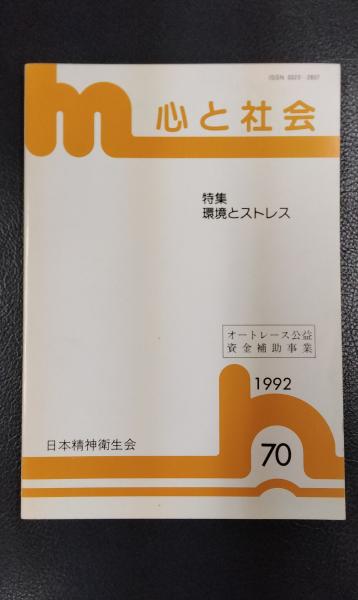 ISSN 0023-2807
心と社会
特集
環境とストレス
オートレース公益
資金補助事業
1992
70
日本精神衛生会